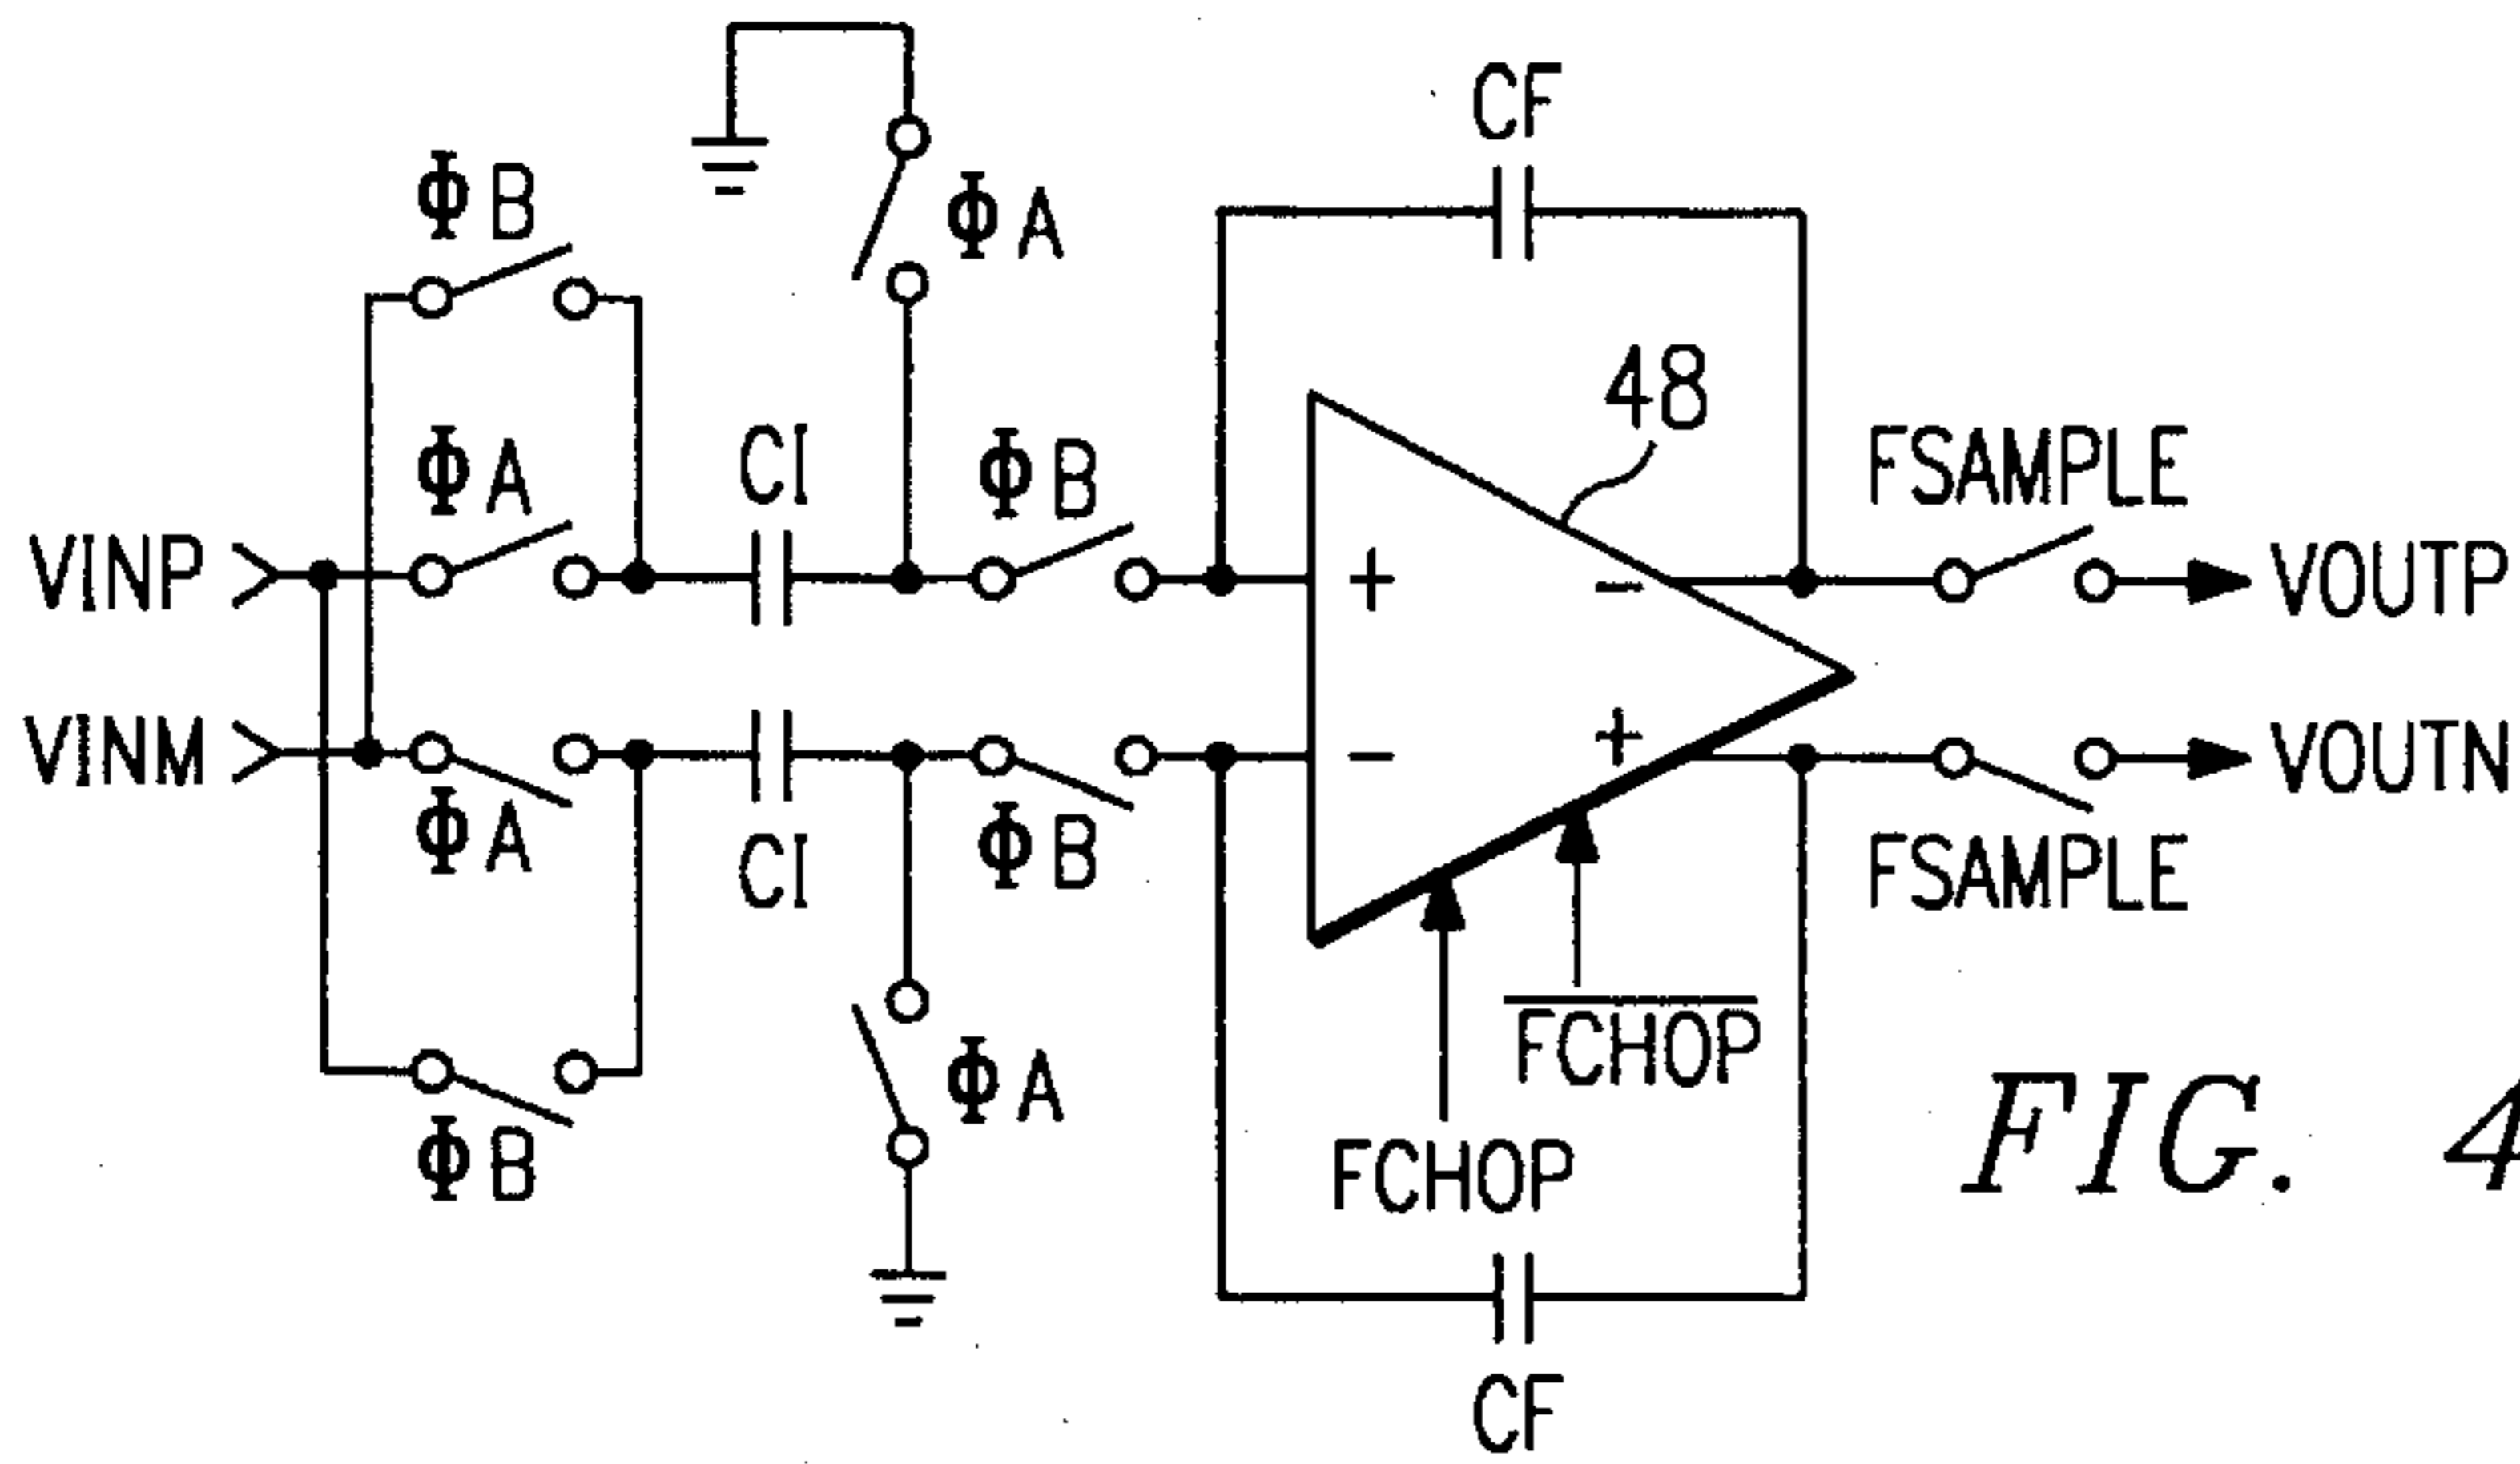 CF
ΦB
ΦA
48
ΦA
CI
ΦB
FSAMPLE
VINP
+
-
VOUTP
VINM
-
+
VOUTN
ΦA
CI
ΦB
FSAMPLE
FCHOP
ΦA
FCHOP
ΦB
FIG. 4
CF